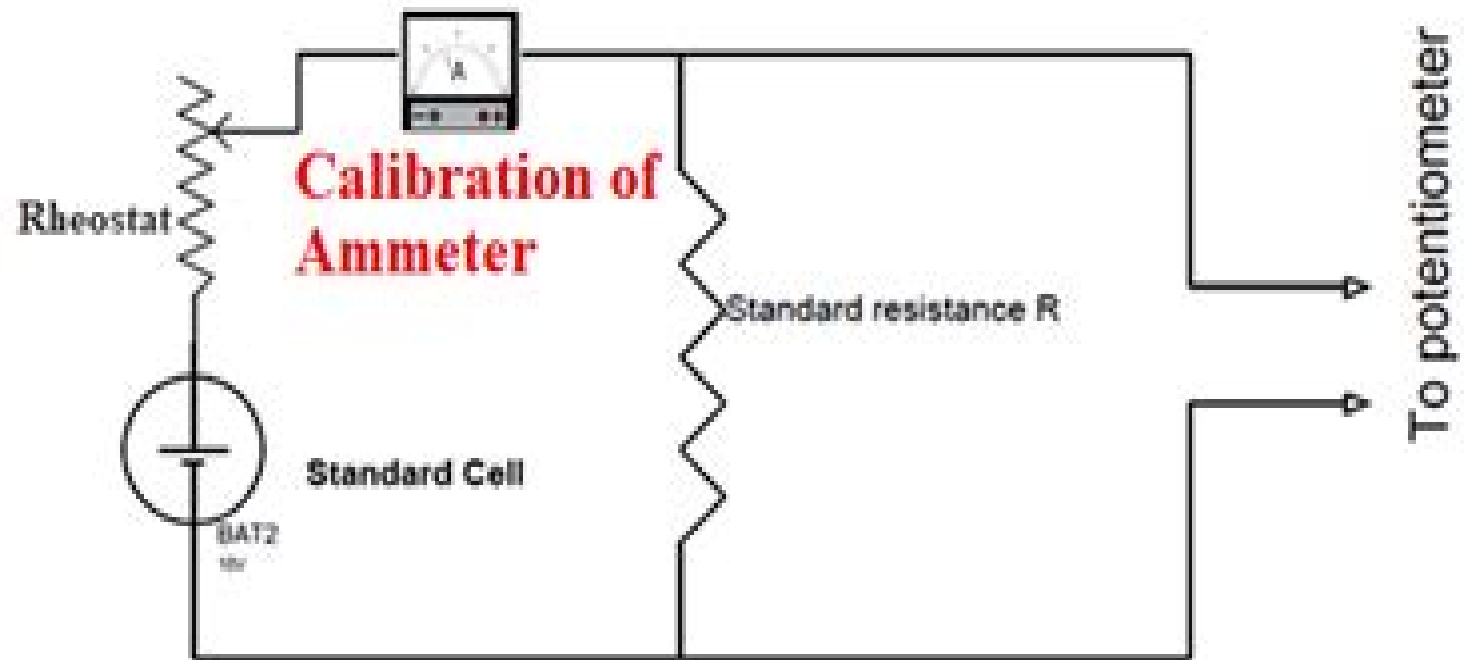 A
Calibration of
Ammeter
Rheostat
Standard resistance R
To potentiometer
Standard Cell
BAT2